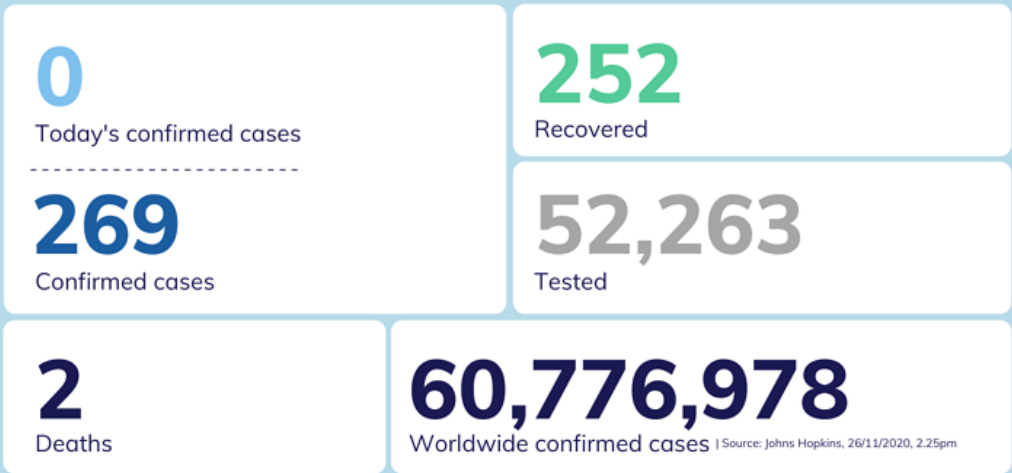 0
Today's confirmed cases
269
Confirmed cases
252
Recovered
52,263
Tested
2
Deaths
60,776,978
Worldwide confirmed cases | Source: Johns Hopkins, 26/11/2020, 2.25pm